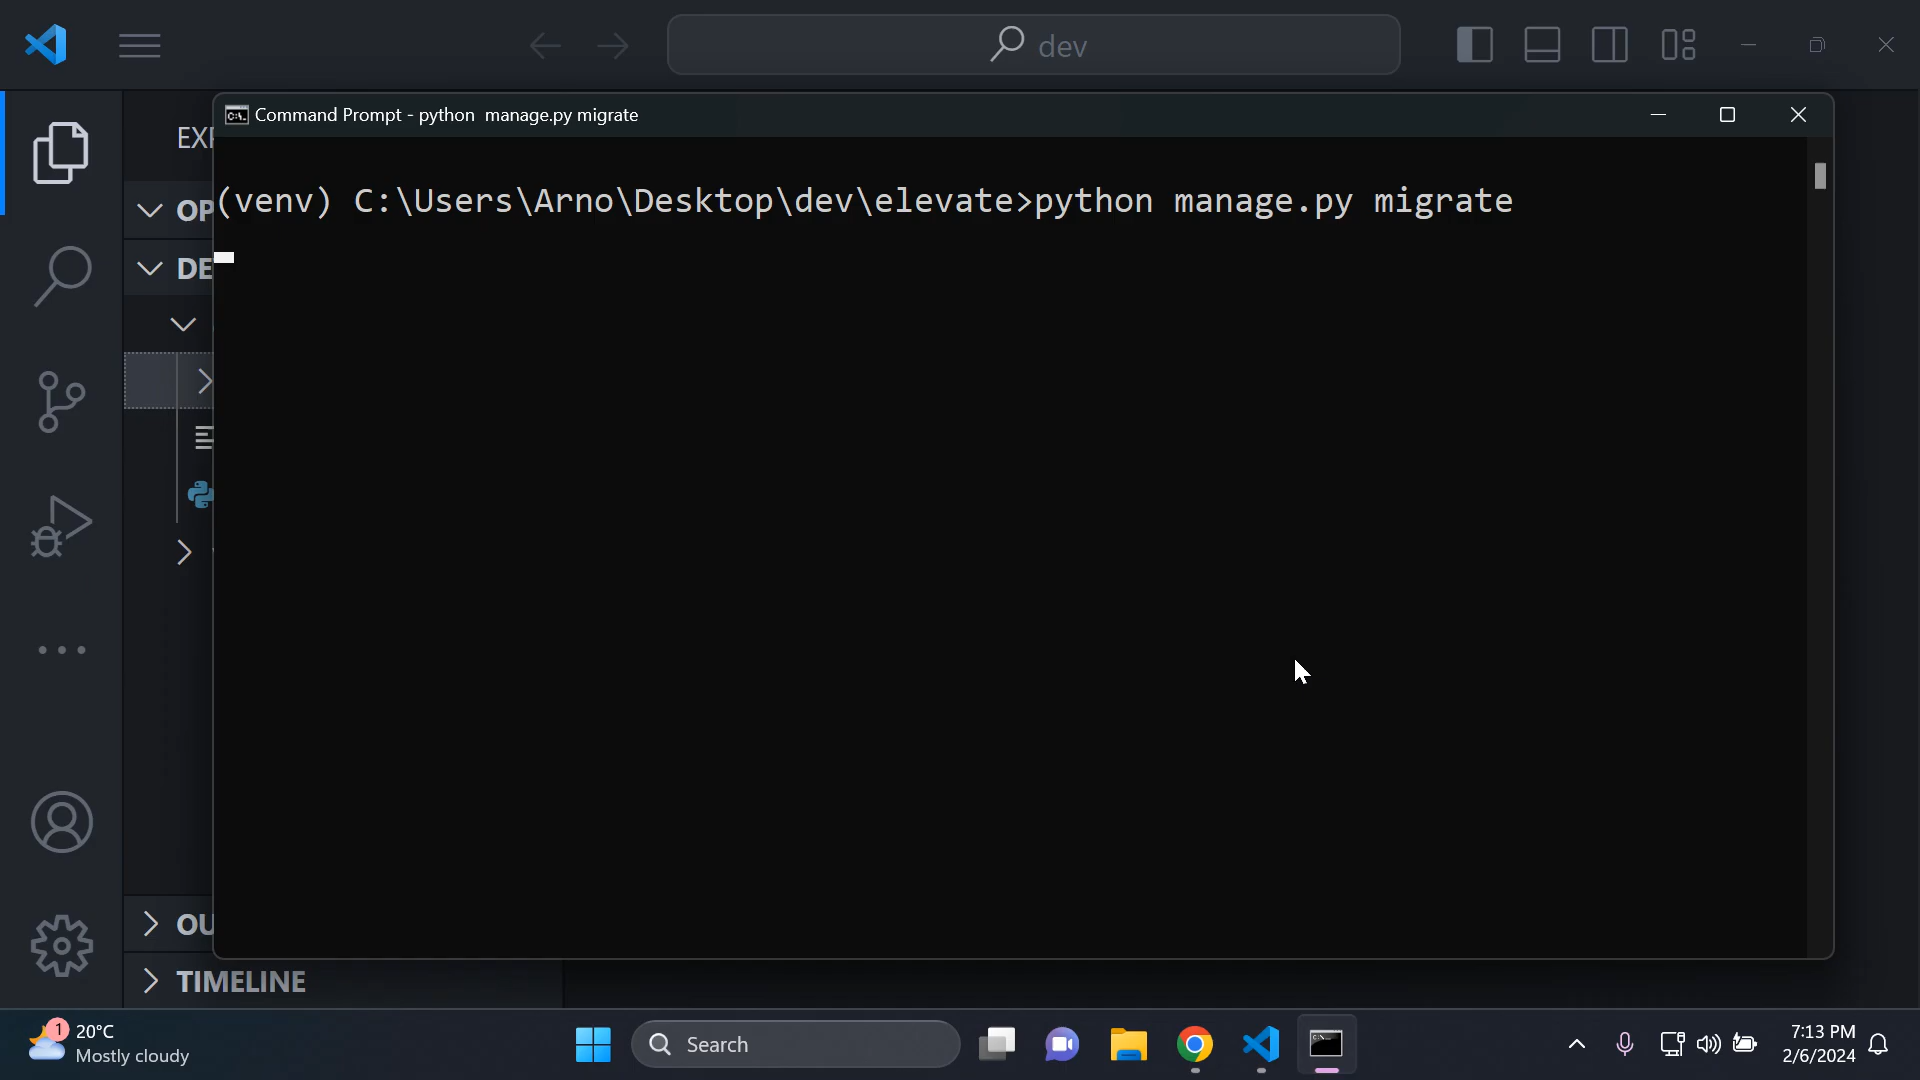 dev
Command Prompt - python  manage.py migrate
EXP
OP
(venv) C:\Users\Arno\Desktop\dev\elevate>python manage.py migrate
DE
OU
TIMELINE
1
20°C
Mostly cloudy
Search
7:13 PM
2/6/2024